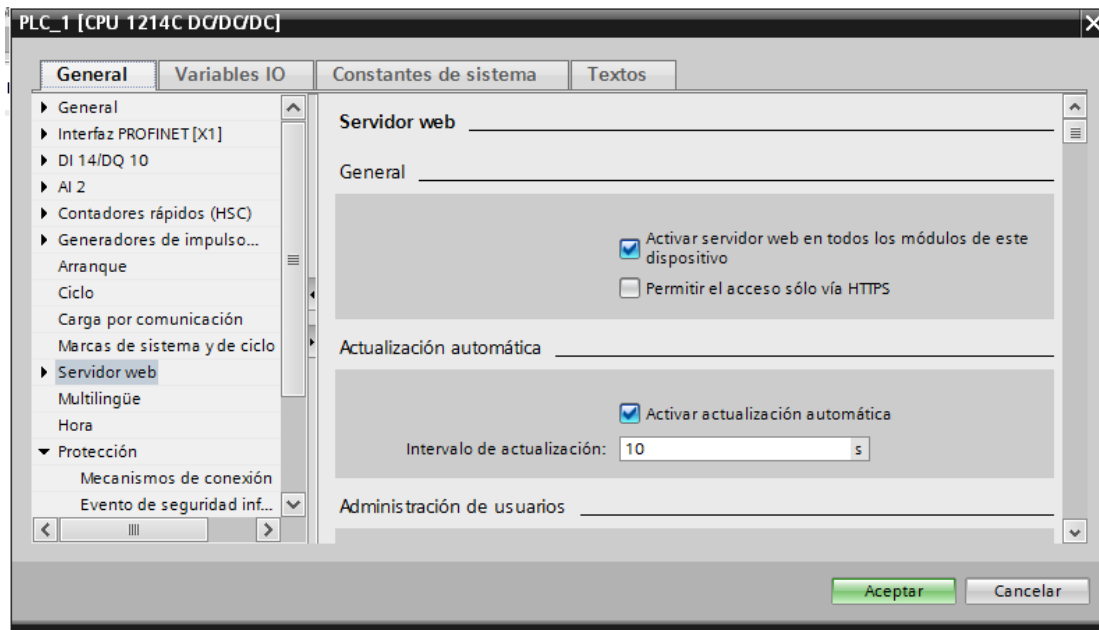 PLC_1 [CPU 1214C DC/DC/DC]
General
Variables IO
Constantes de sistema
Textos
General
Interfaz PROFINET [X1]
DI 14/DQ 10
AI 2
Contadores rápidos (HSC)
Generadores de impulso...
Arranque
Ciclo
Carga por comunicación
Marcas de sistema y de ciclo
Servidor web
Multilingüe
Hora
Protección
Mecanismos de conexión
Evento de seguridad inf...
Servidor web
General
Activar servidor web en todos los módulos de este
dispositivo
Permitir el acceso sólo vía HTTPS
Actualización automática
Activar actualización automática
Intervalo de actualización: 10 s
Administración de usuarios
Aceptar
Cancelar